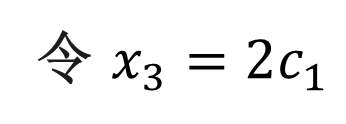 令 x₃ = 2c₁